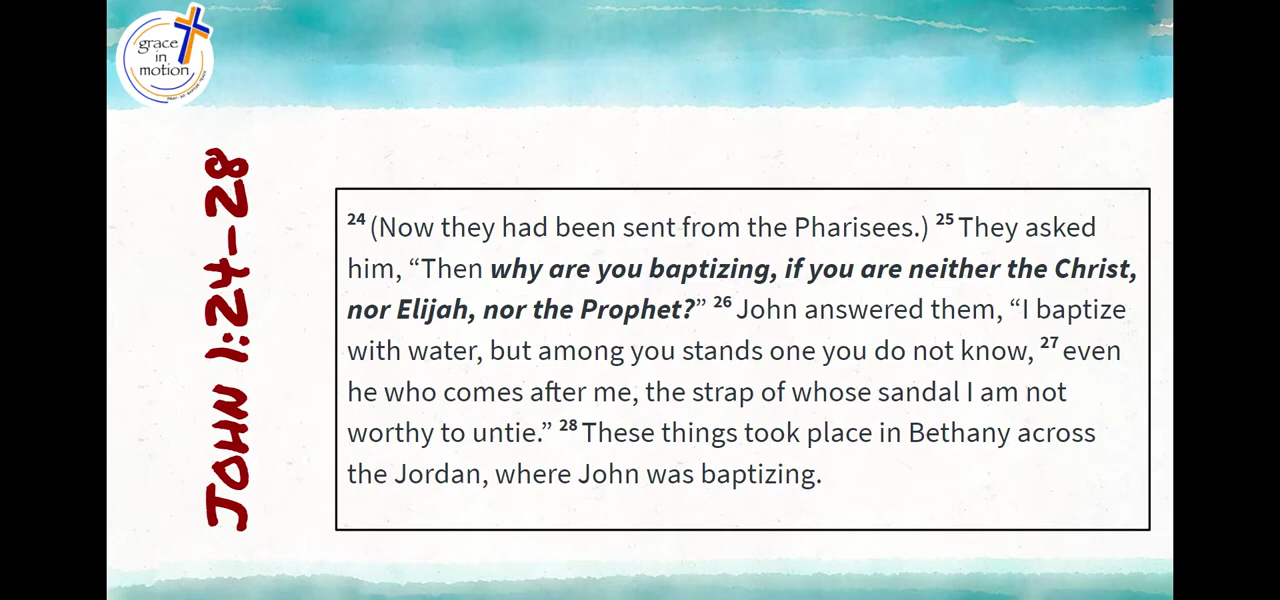 grace
in
motion
JOHN 1:24-28
24 (Now they had been sent from the Pharisees.) 25 They asked
him, “Then why are you baptizing, if you are neither the Christ,
nor Elijah, nor the Prophet?” 26 John answered them, “I baptize
with water, but among you stands one you do not know, 27 even
he who comes after me, the strap of whose sandal I am not
worthy to untie.” 28 These things took place in Bethany across
the Jordan, where John was baptizing.